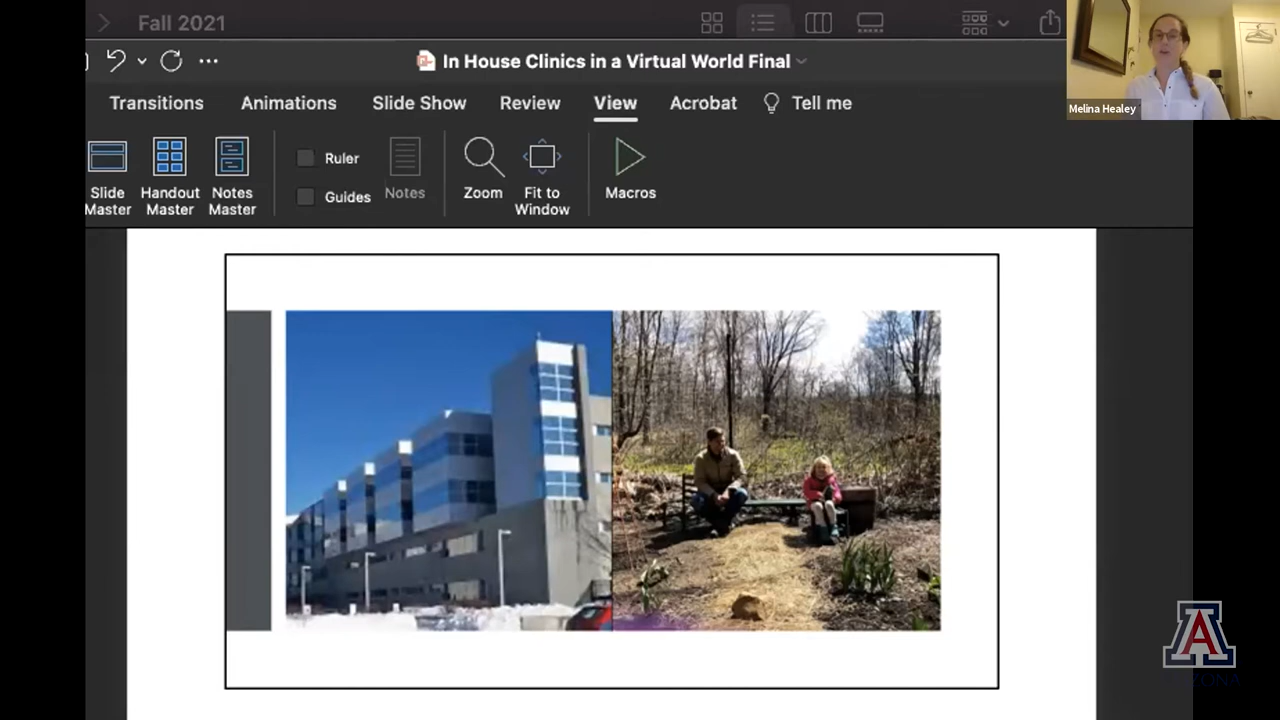 Fall 2021
In House Clinics in a Virtual World Final
Transitions Animations Slide Show Review View Acrobat Tell me
Melina Healey
Ruler
Guides
Slide Master
Handout Master
Notes Master
Notes
Zoom
Fit to Window
Macros
A
ARIZONA